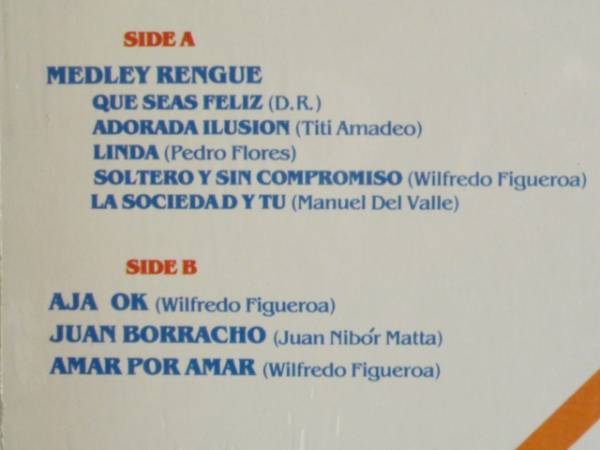 SIDE A
MEDLEY RENGUE
QUE SEAS FELIZ (D.R.)
ADORADA ILUSION (Titi Amadeo)
LINDA (Pedro Flores)
SOLTERO Y SIN COMPROMISO (Wilfredo Figueroa)
LA SOCIEDAD Y TU (Manuel Del Valle)
SIDE B
AJA OK (Wilfredo Figueroa)
JUAN BORRACHO (Juan Nibór Matta)
AMAR POR AMAR (Wilfredo Figueroa)